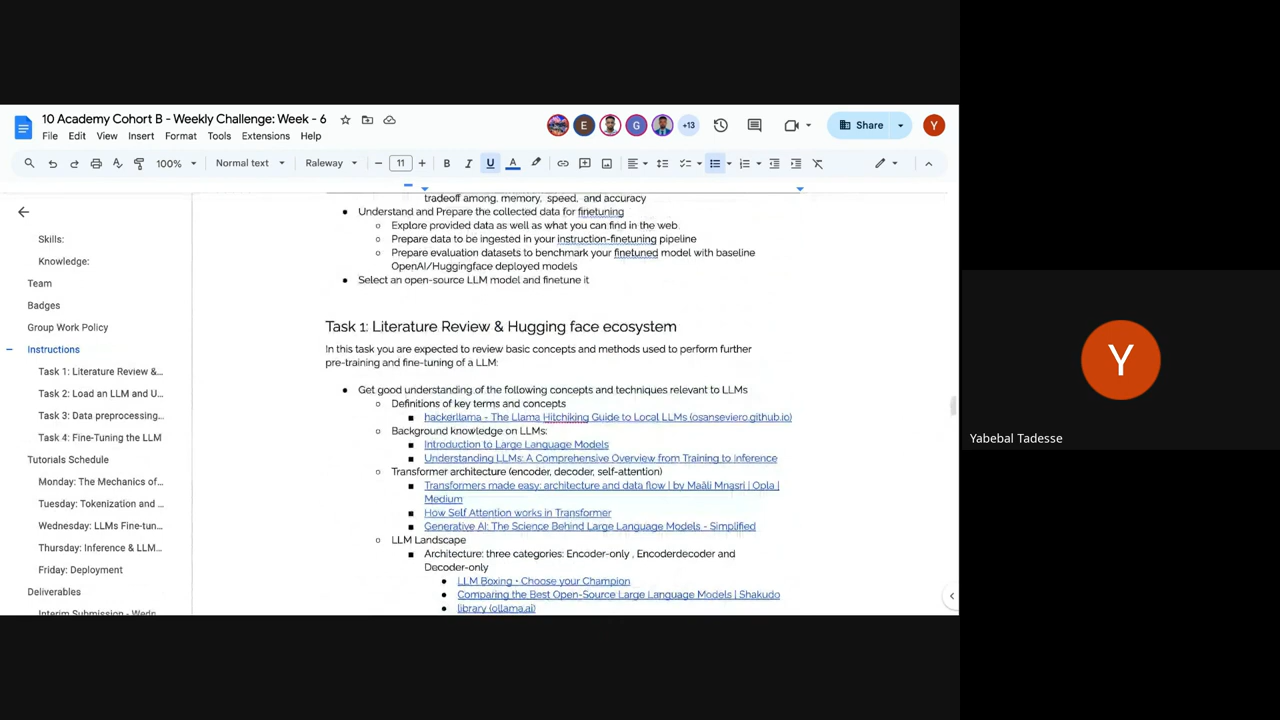 10 Academy Cohort B - Weekly Challenge: Week - 6
File Edit View Insert Format Tools Extensions Help
E
G
+13
Share
Y
100%
Normal text
Raleway
11
B I U A
Skills:
Knowledge:
Team
Badges
Group Work Policy
Instructions
Task 1: Literature Review &...
Task 2: Load an LLM and U...
Task 3: Data preprocessing...
Task 4: Fine-Tuning the LLM
Tutorials Schedule
Monday: The Mechanics of...
Tuesday: Tokenization and ...
Wednesday: LLMs Fine-tun...
Thursday: Inference & LLM...
Friday: Deployment
Deliverables
Interim Submission - Wedn...
tradeoff among, memory, speed, and accuracy
● Understand and Prepare the collected data for finetuning
○ Explore provided data as well as what you can find in the web.
○ Prepare data to be ingested in your instruction-finetuning pipeline
○ Prepare evaluation datasets to benchmark your finetuned model with baseline
OpenAI/Huggingface deployed models
● Select an open-source LLM model and finetune it
Task 1: Literature Review & Hugging face ecosystem
In this task you are expected to review basic concepts and methods used to perform further
pre-training and fine-tuning of a LLM:
● Get good understanding of the following concepts and techniques relevant to LLMs
○ Definitions of key terms and concepts
■ hackerllama - The Llama Hitchiking Guide to Local LLMs (osanseviero.github.io)
○ Background knowledge on LLMs:
■ Introduction to Large Language Models
■ Understanding LLMs: A Comprehensive Overview from Training to Inference
○ Transformer architecture (encoder, decoder, self-attention)
■ Transformers made easy: architecture and data flow | by Maâli Mnasri | Opla |
Medium
■ How Self Attention works in Transformer
■ Generative AI: The Science Behind Large Language Models - Simplified
○ LLM Landscape
■ Architecture: three categories: Encoder-only , Encoderdecoder and
Decoder-only
● LLM Boxing • Choose your Champion
● Comparing the Best Open-Source Large Language Models | Shakudo
● library (ollama.ai)
Y
Yabebal Tadesse